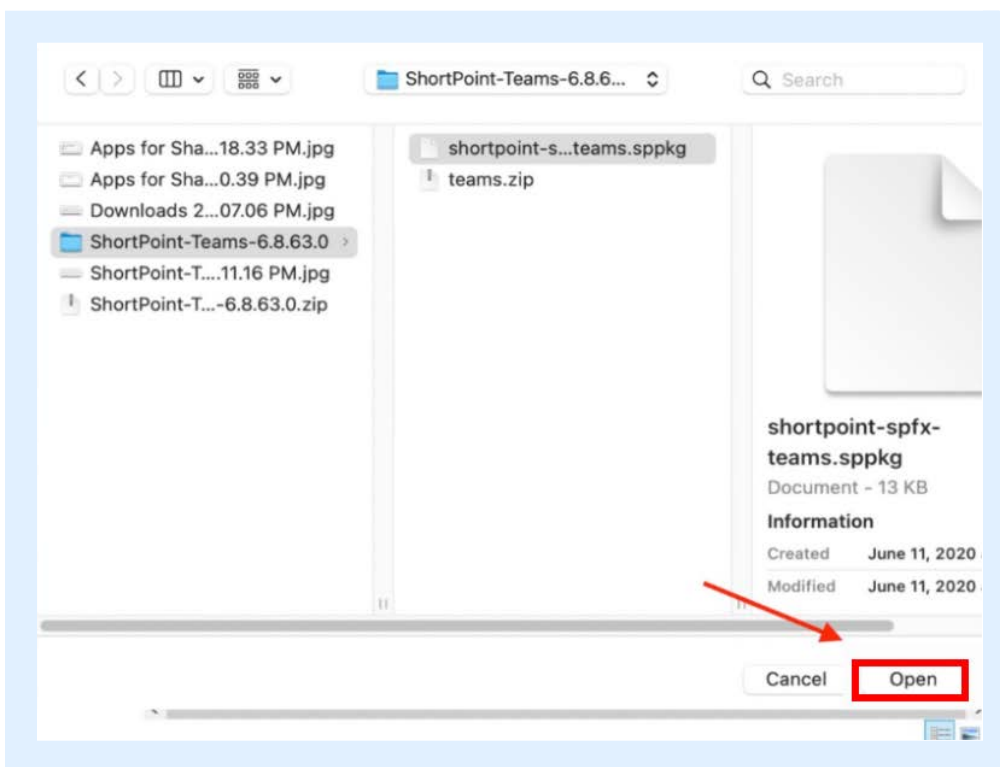 ShortPoint-Teams-6.8.6...
Search
Apps for Sha...18.33 PM.jpg
Apps for Sha...0.39 PM.jpg
Downloads 2...07.06 PM.jpg
ShortPoint-Teams-6.8.63.0
ShortPoint-T....11.16 PM.jpg
ShortPoint-T...-6.8.63.0.zip
shortpoint-s...teams.sppkg
teams.zip
shortpoint-spfx-
teams.sppkg
Document - 13 KB
Information
Created June 11, 2020
Modified June 11, 2020
Cancel
Open